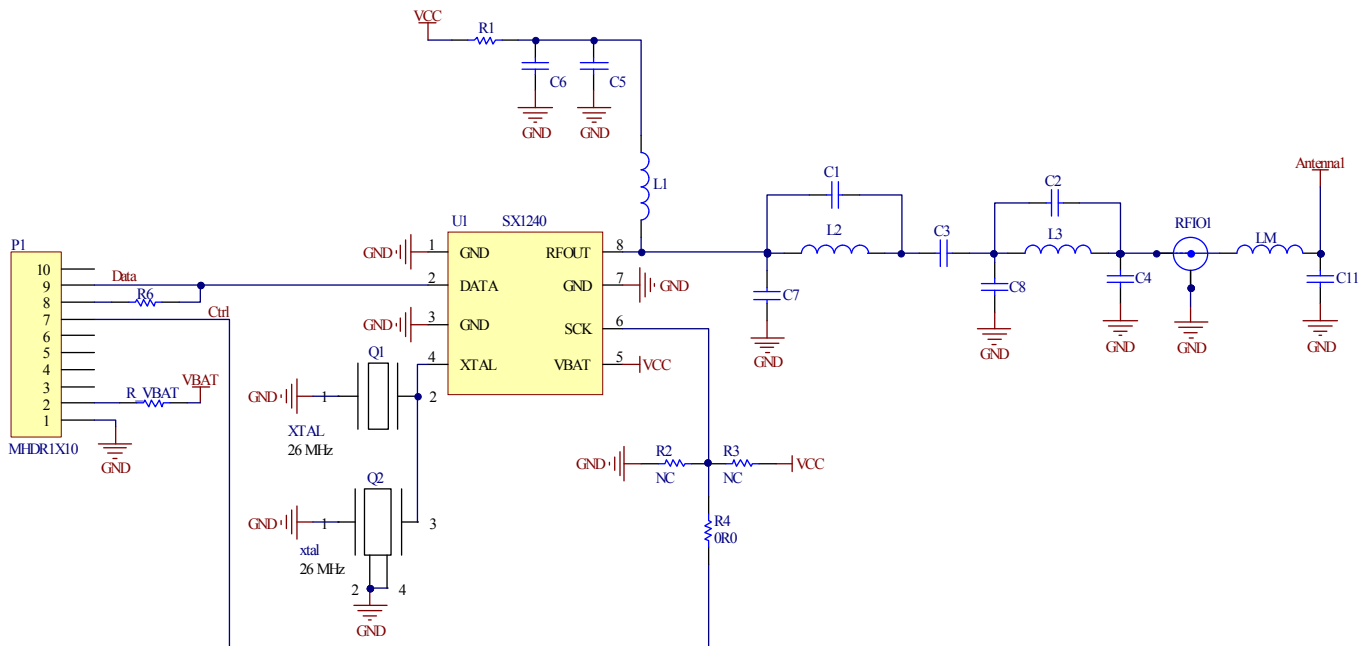 VCC
R1
C6
C5
GND
GND
L1
C1
L2
C3
C2
L3
RFIO1
LM
Antenna1
C7
GND
C8
GND
C4
GND
GND
C11
GND
U1
SX1240
GND
1
GND
RFOUT
8
2
DATA
GND
7
GND
GND
3
GND
SCK
6
4
XTAL
VBAT
5
VCC
P1
10
9
8
7
6
5
4
3
2
1
MHDR1X10
Data
R6
Ctrl
VBAT
R_VBAT
GND
Q1
GND
1
2
XTAL
26 MHz
Q2
GND
1
3
xtal
26 MHz
2
4
GND
GND
R2
NC
R3
NC
VCC
R4
0R0